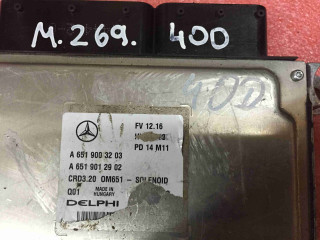 M.269. 400
FV 12.16
PD 14 M11
A 651 900 32 03
A 651 901 29 02
CRD3.20 OM651 - SOLENOID
Q01 MADE IN HUNGARY
DELPHI